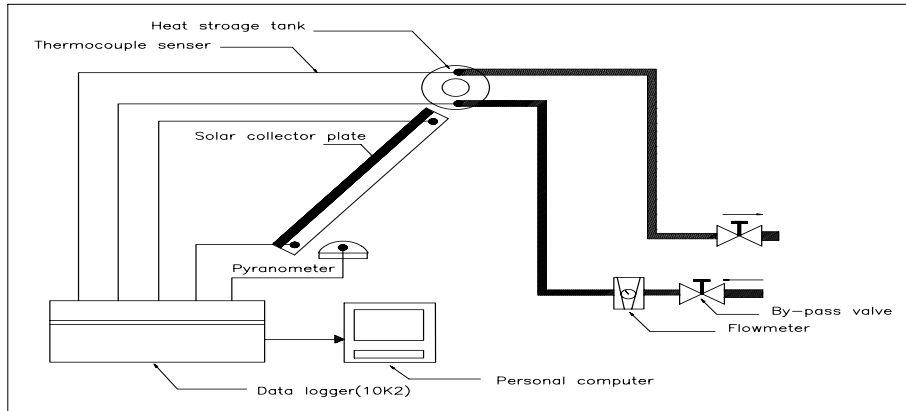 Heat stroage tank
Thermocouple senser
Solar collector plate
Pyranometer
By-pass valve
Flowmeter
Personal computer
Data logger(10K2)